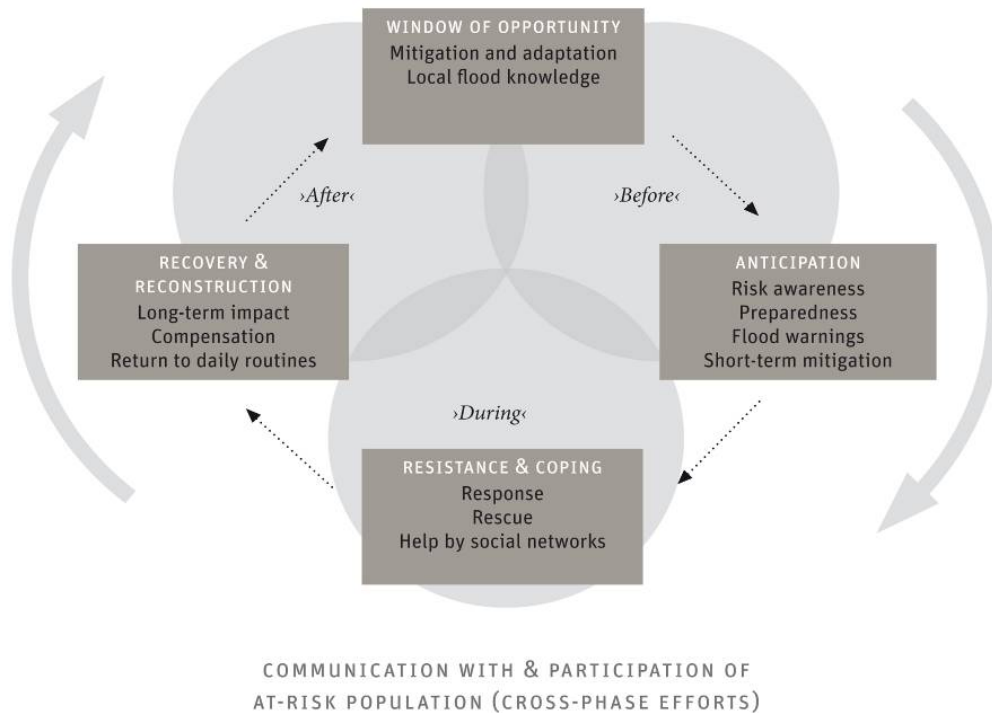 WINDOW OF OPPORTUNITY
Mitigation and adaptation
Local flood knowledge
›After‹
›Before‹
RECOVERY &
RECONSTRUCTION
Long-term impact
Compensation
Return to daily routines
ANTICIPATION
Risk awareness
Preparedness
Flood warnings
Short-term mitigation
›During‹
RESISTANCE & COPING
Response
Rescue
Help by social networks
COMMUNICATION WITH & PARTICIPATION OF
AT-RISK POPULATION (CROSS-PHASE EFFORTS)